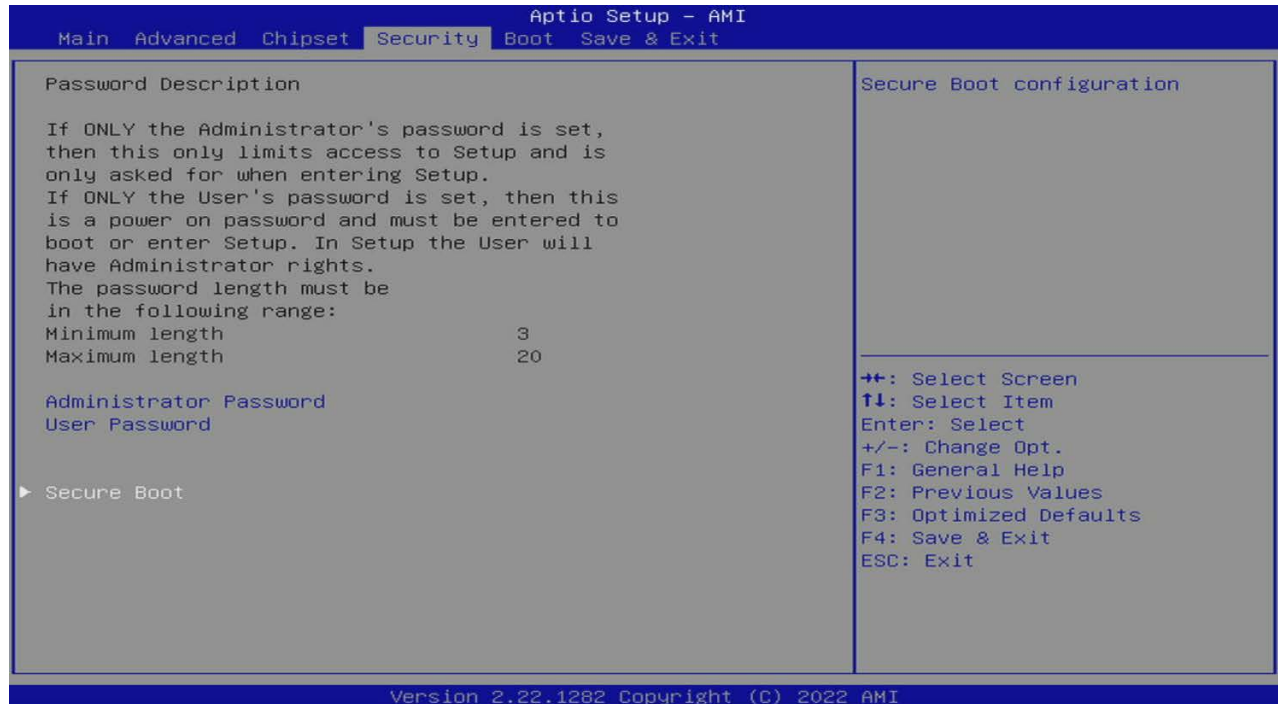 Aptio Setup – AMI
Main Advanced Chipset Security Boot Save & Exit
Password Description
If ONLY the Administrator's password is set,
then this only limits access to Setup and is
only asked for when entering Setup.
If ONLY the User's password is set, then this
is a power on password and must be entered to
boot or enter Setup. In Setup the User will
have Administrator rights.
The password length must be
in the following range:
Minimum length 3
Maximum length 20
Administrator Password
User Password
► Secure Boot
Secure Boot configuration
→←: Select Screen
↑↓: Select Item
Enter: Select
+/-: Change Opt.
F1: General Help
F2: Previous Values
F3: Optimized Defaults
F4: Save & Exit
ESC: Exit
Version 2.22.1282 Copyright (C) 2022 AMI